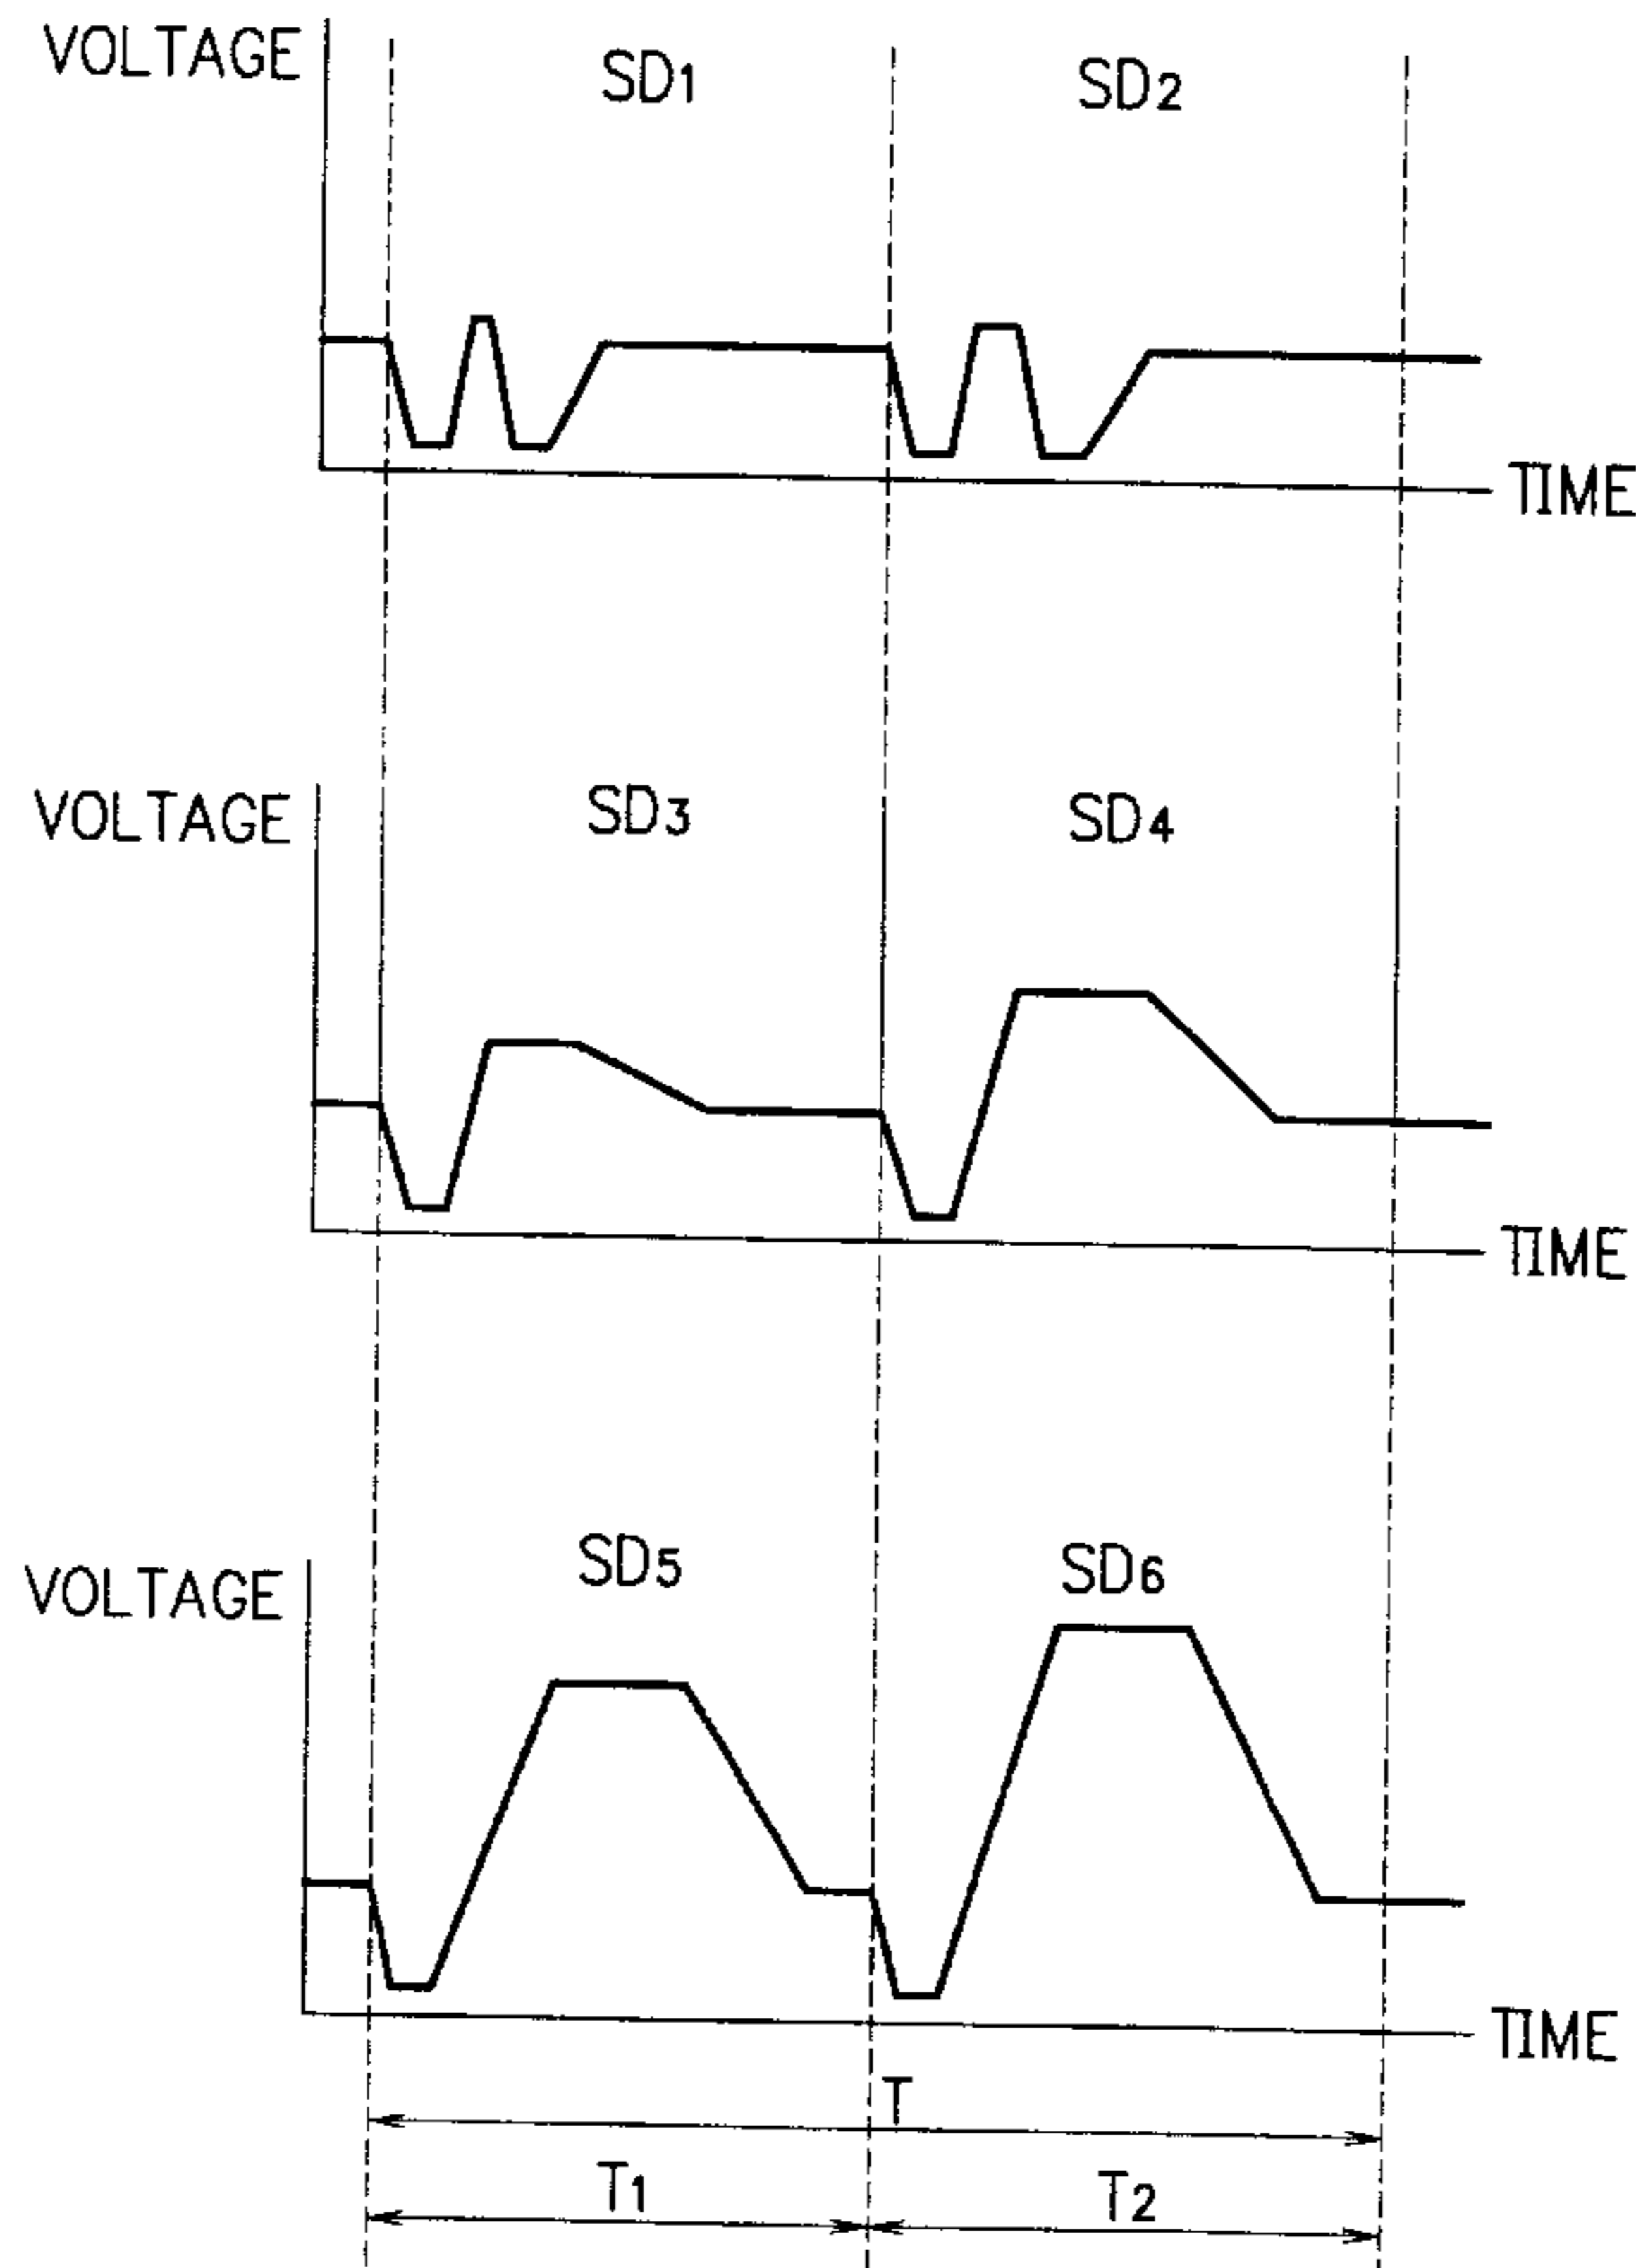 VOLTAGE SD1 SD2
TIME
VOLTAGE SD3 SD4
TIME
VOLTAGE SD5 SD6
TIME
T
T1 T2